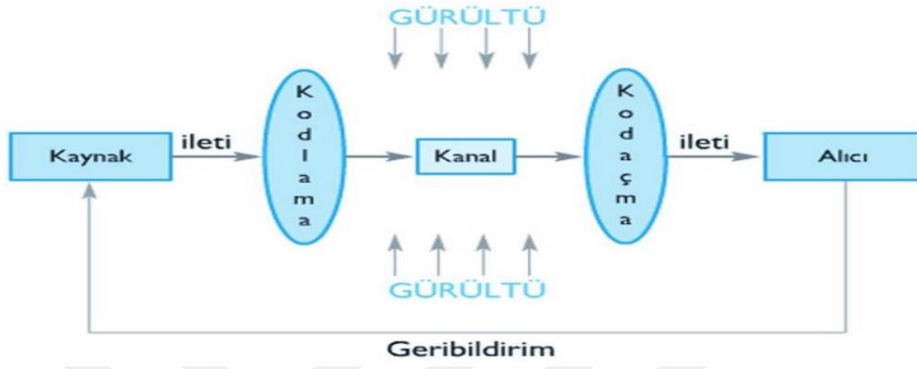 GÜRÜLTÜ
Kaynak
ileti
Kodlama
Kanal
Kodaçma
ileti
Alıcı
GÜRÜLTÜ
Geribildirim